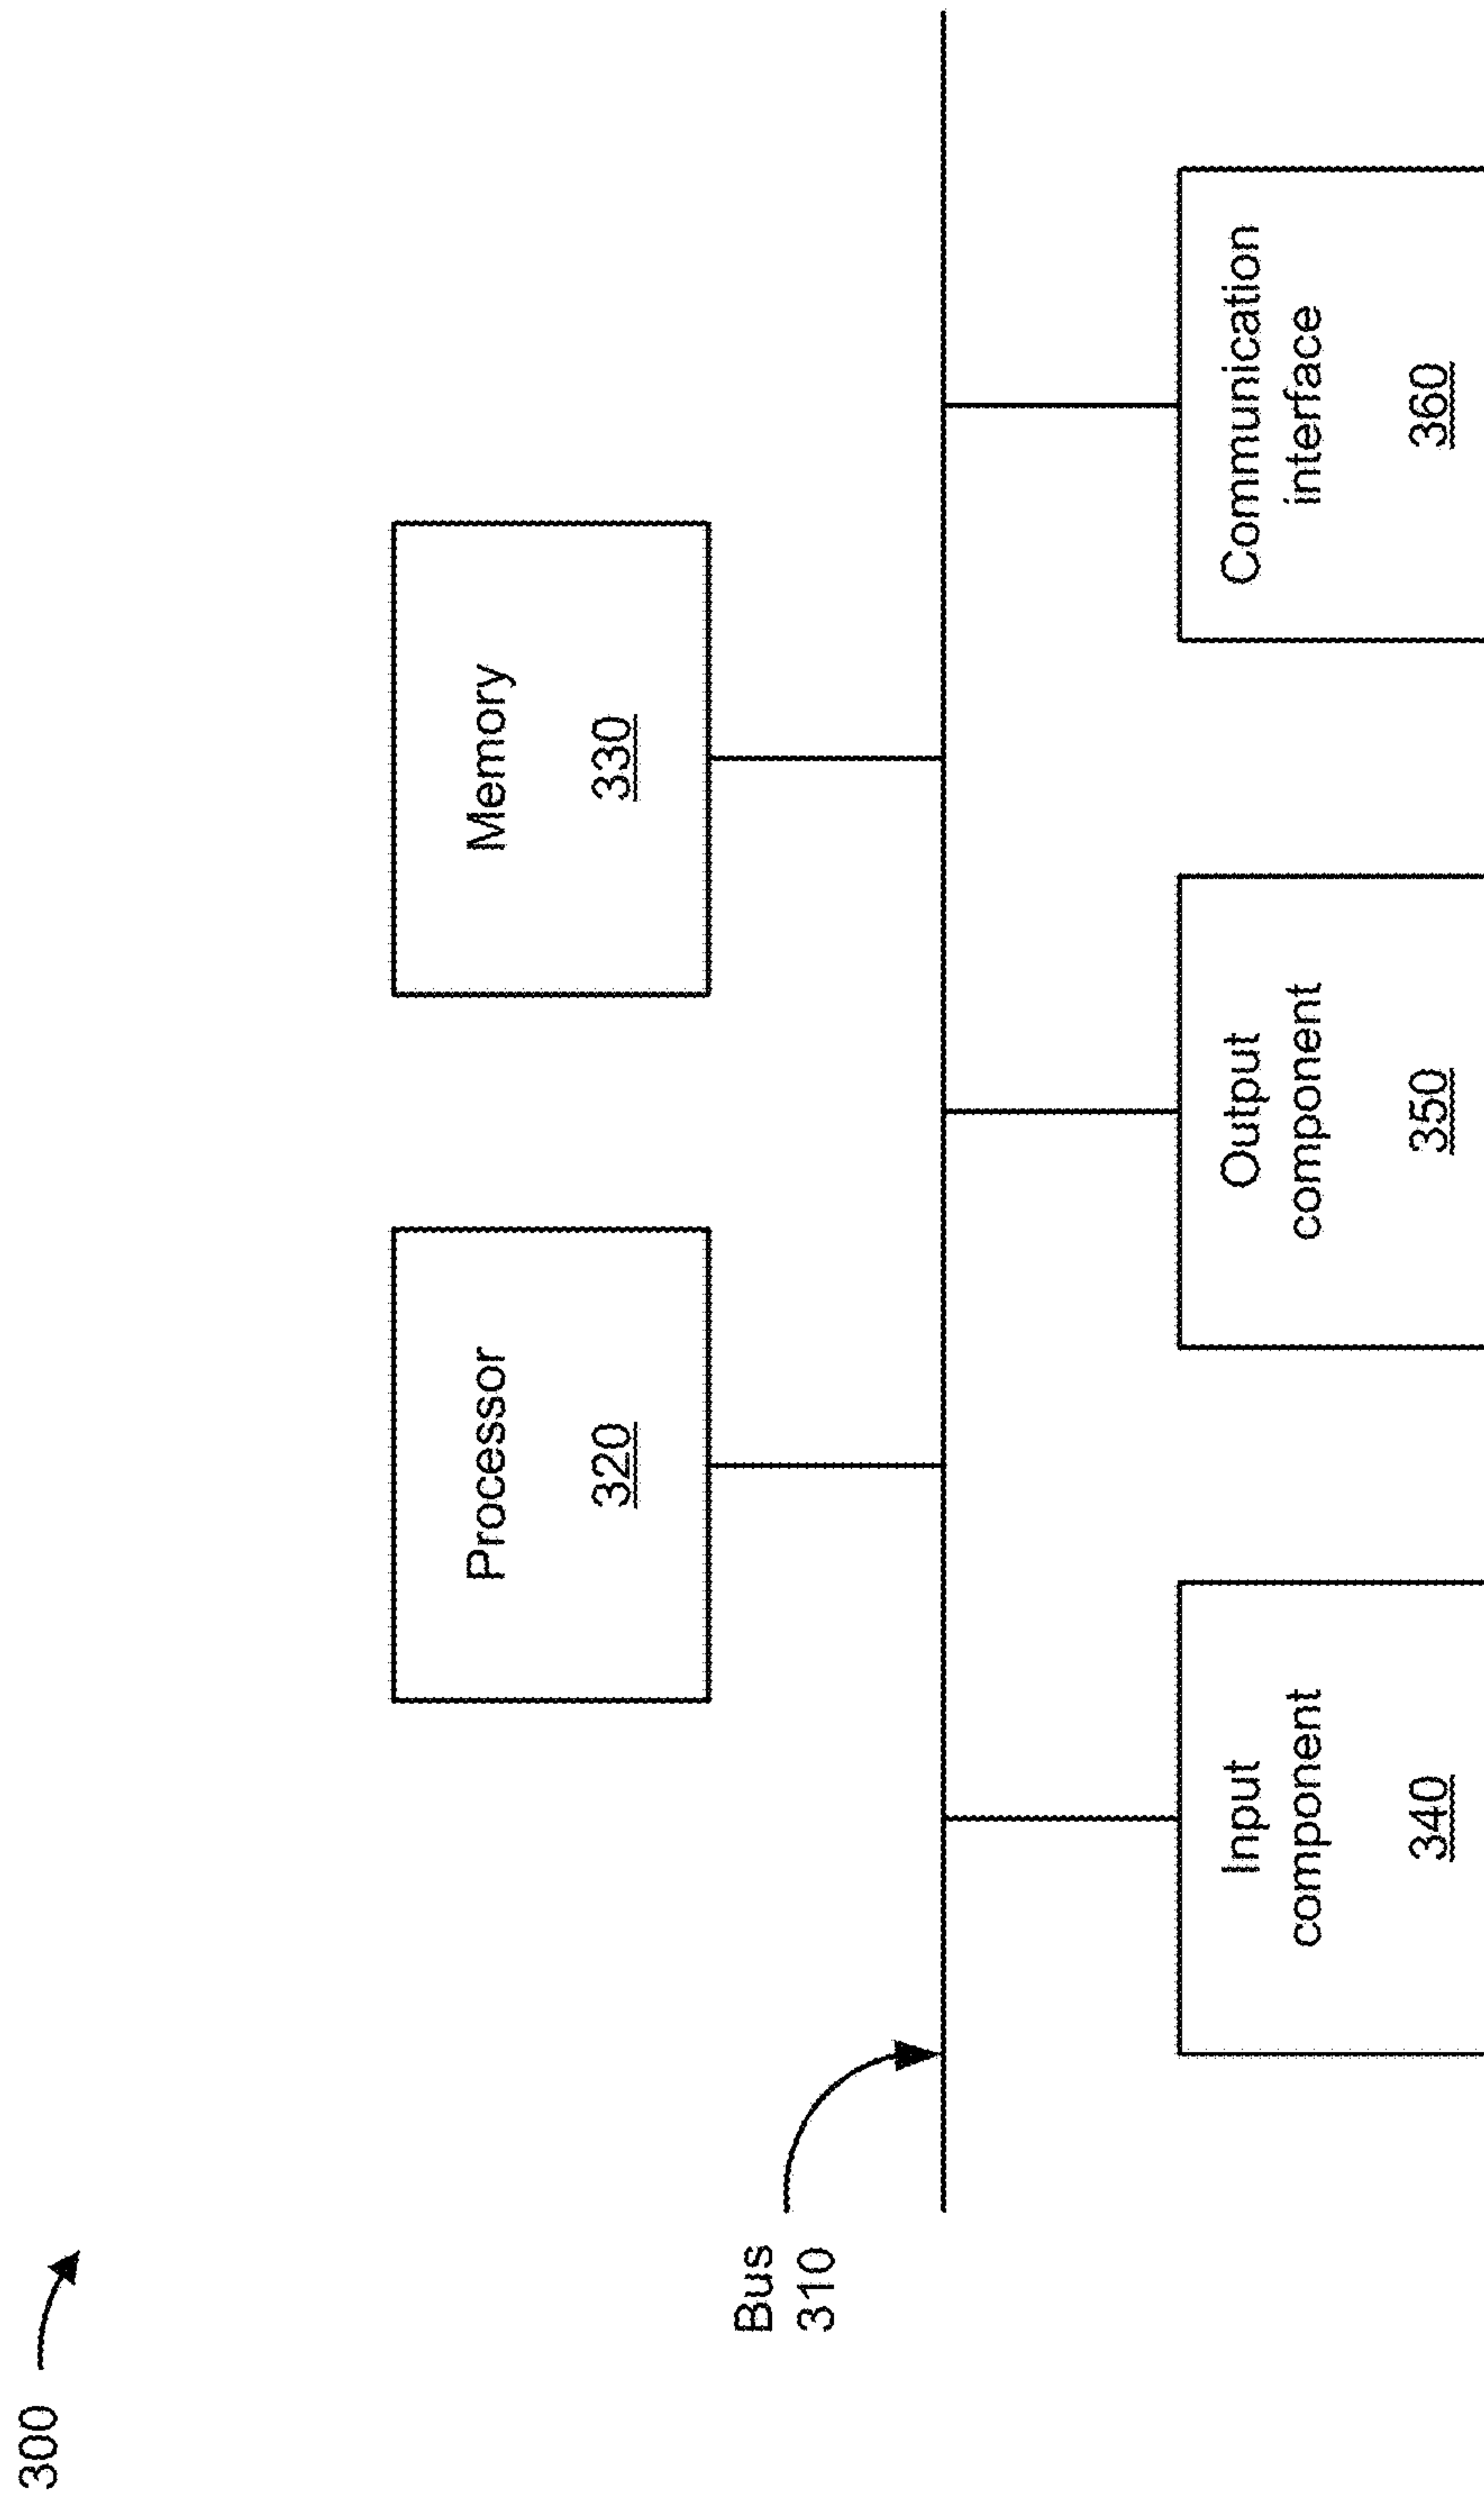 300
Processor
320
Memory
330
Bus
310
Input
component
340
Output
component
350
Communication
interface
360